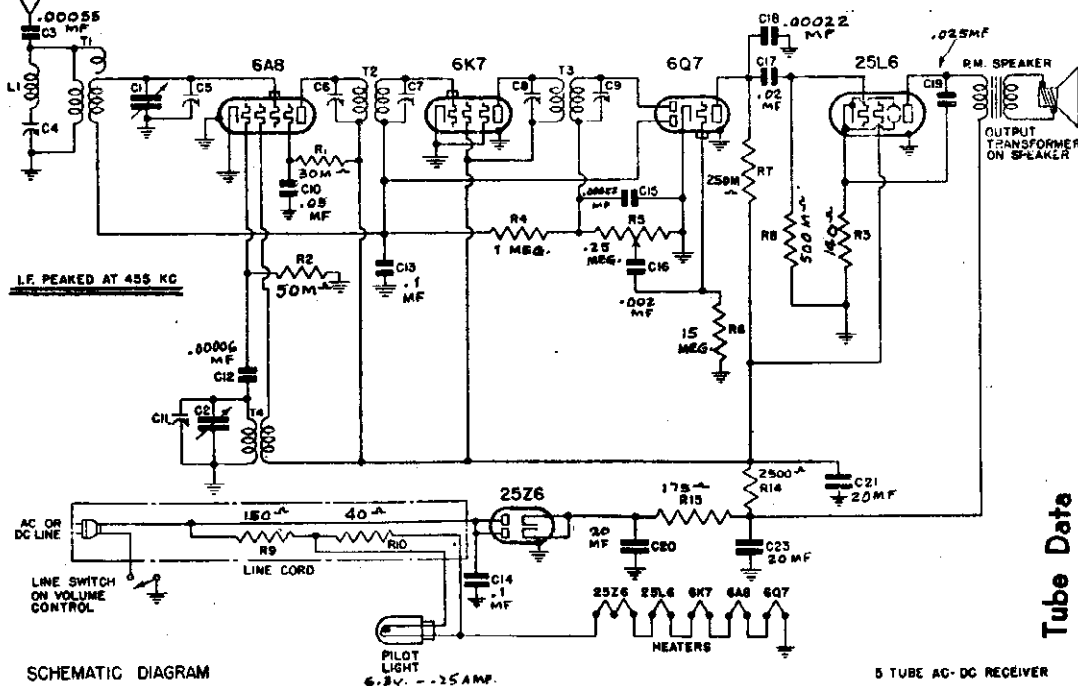 .00055
MF
C3
T1
L1
C4
C1
C5
6A8
C6
T2
C7
6K7
C8
T3
C9
6Q7
C18
.00022
MF
C17
.02
MF
25L6
.025MF
C19
P.M. SPEAKER
OUTPUT
TRANSFORMER
ON SPEAKER
R1
30M Ω
C10
.05
MF
C15
MF
R7
250M
Ω
R8
500M Ω
R3
140 Ω
R4
1 MEG.
R5
.25
MEG.
C16
.002
MF
R6
15
MEG.
I.F. PEAKED AT 455 KC
R2
50M Ω
C13
.1
MF
.00006
MF
C12
C11
C2
T4
2500 Ω
R14
C21
20MF
AC OR
DC LINE
150 Ω
R9
40 Ω
R10
LINE CORD
25Z6
20
MF
C20
175 Ω
R15
C23
20MF
C14
.1
MF
LINE SWITCH
ON VOLUME
CONTROL
PILOT
LIGHT
6.3V. - .25 AMP.
25Z6 25L6 6K7 6A8 6Q7
HEATERS
Tube Data
SCHEMATIC DIAGRAM
5 TUBE AC-DC RECEIVER